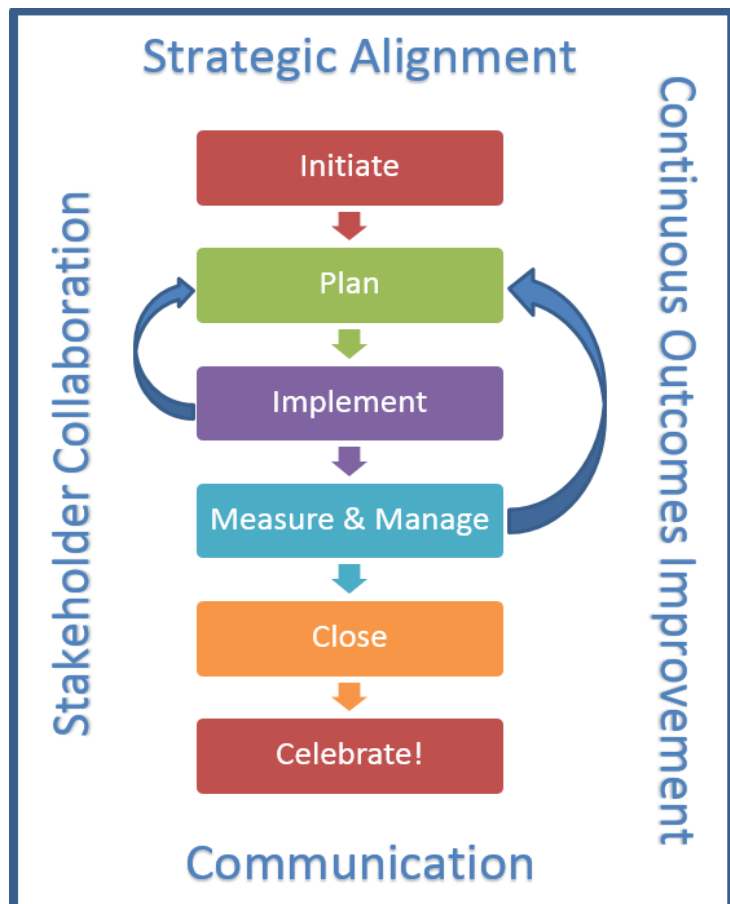 Strategic Alignment
Initiate
Plan
Implement
Measure & Manage
Close
Celebrate!
Stakeholder Collaboration
Continuous Outcomes Improvement
Communication